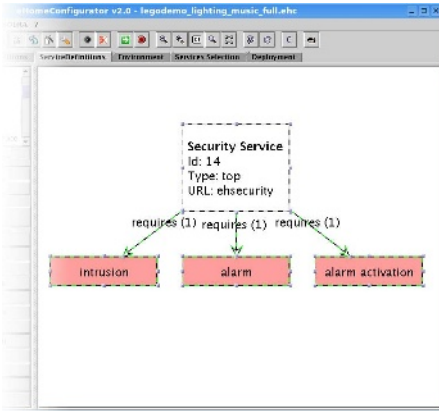 eHomeConfigurator v2.0 - legodemo_lighting_music_full.ehc
ServiceDefinitions Environment Services Selection Deployment
Security Service
Id: 14
Type: top
URL: ehsecurity
requires (1) requires (1) requires (1)
intrusion alarm alarm activation